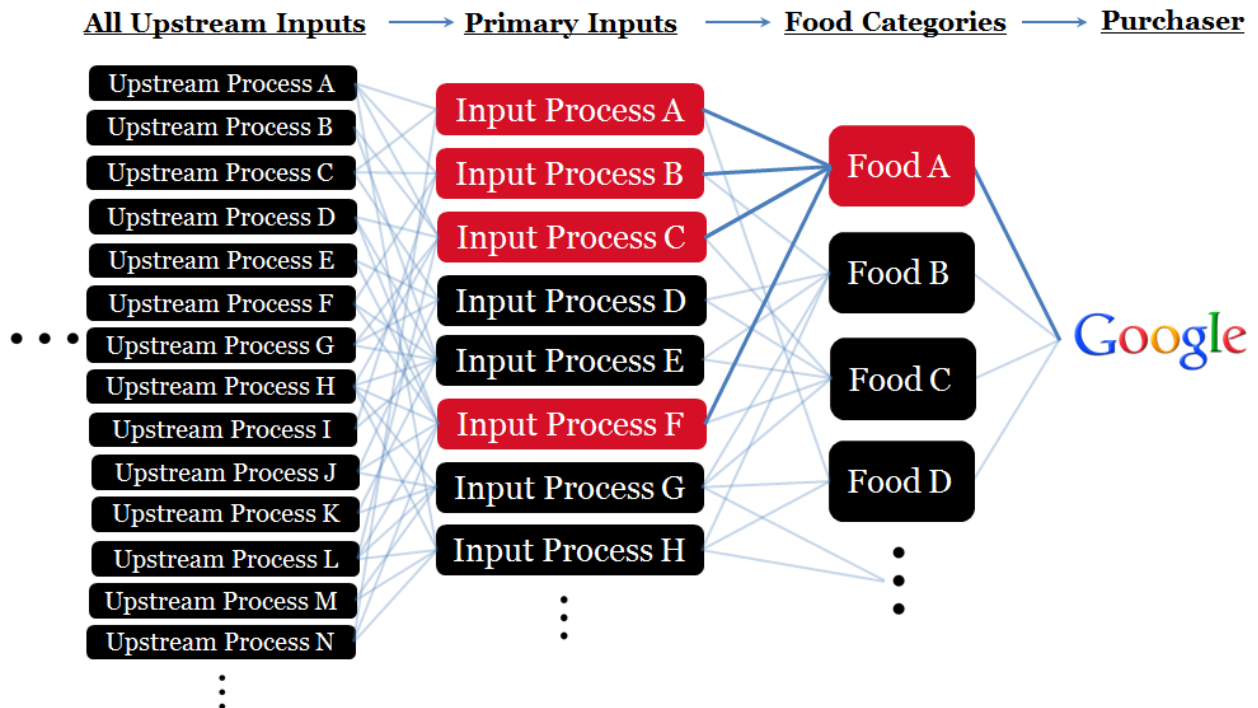 All Upstream Inputs
Primary Inputs
Food Categories
Purchaser
Upstream Process A
Upstream Process B
Upstream Process C
Upstream Process D
Upstream Process E
Upstream Process F
Upstream Process G
Upstream Process H
Upstream Process I
Upstream Process J
Upstream Process K
Upstream Process L
Upstream Process M
Upstream Process N
Input Process A
Input Process B
Input Process C
Input Process D
Input Process E
Input Process F
Input Process G
Input Process H
Food A
Food B
Food C
Food D
Google